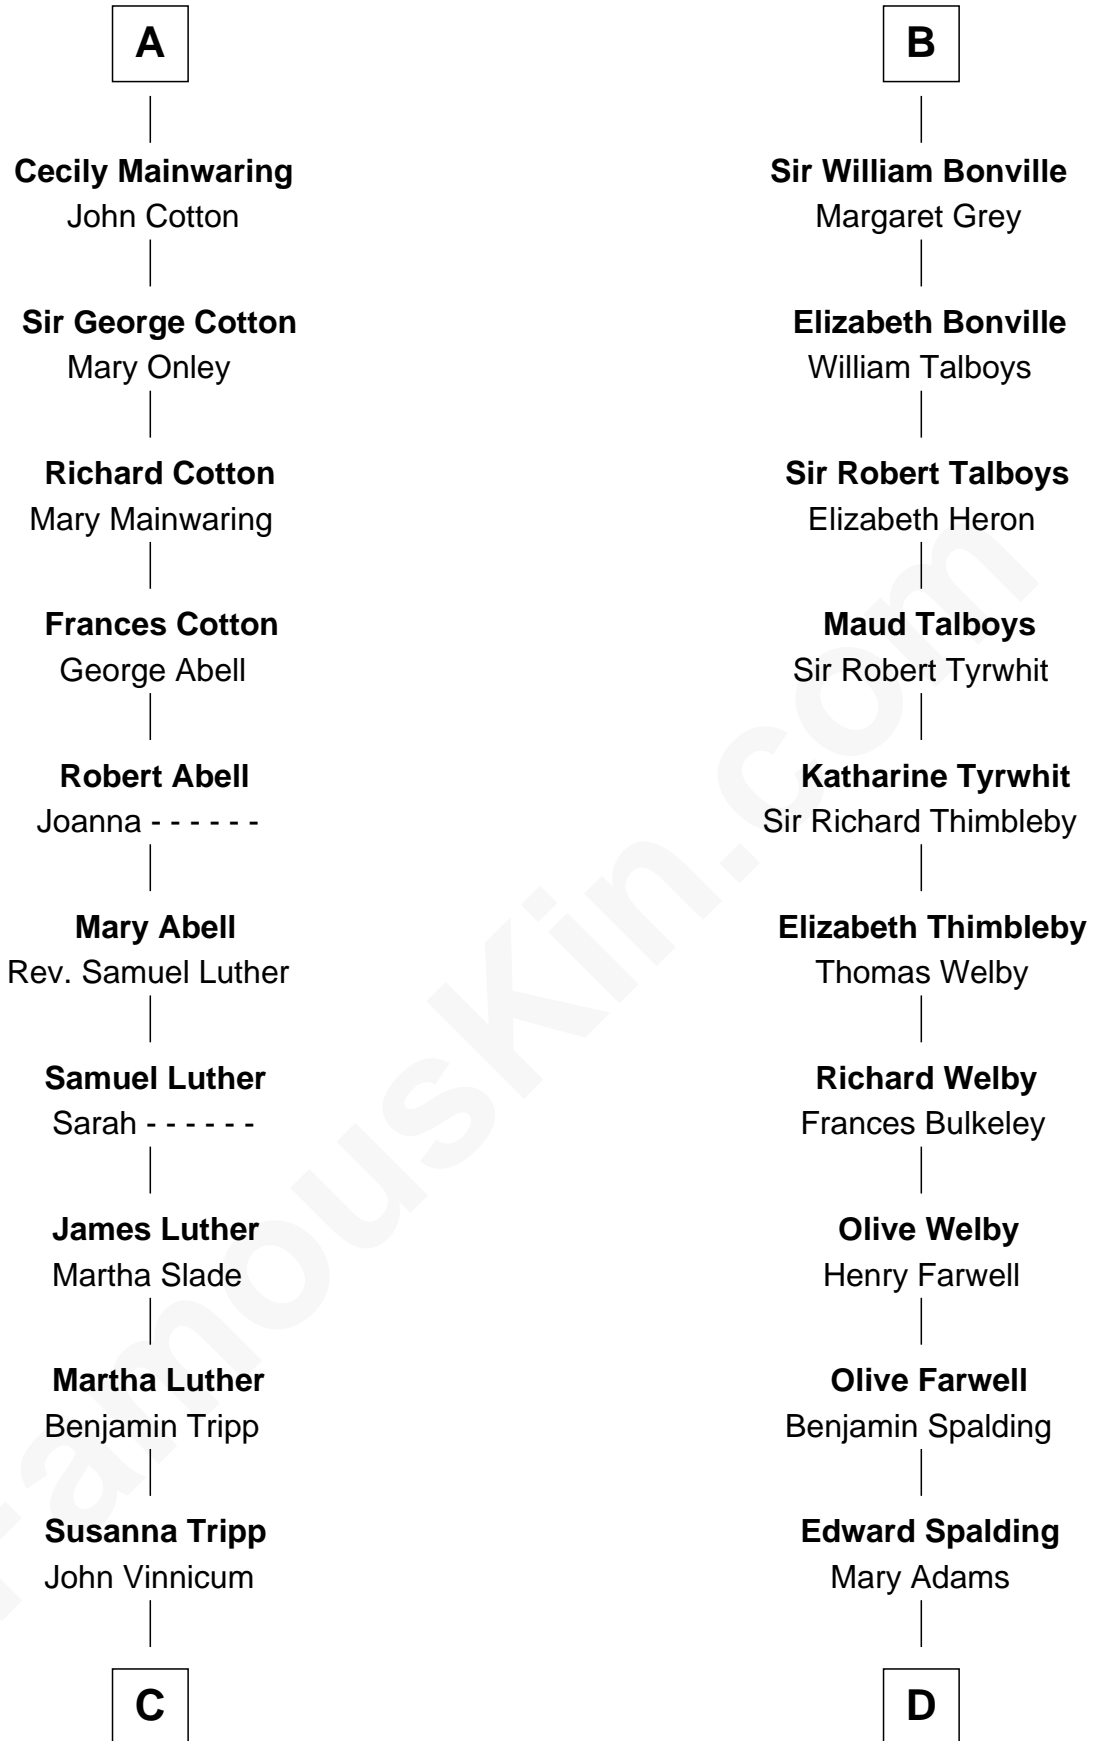 A
Cecily Mainwaring
John Cotton
Sir George Cotton
Mary Onley
Richard Cotton
Mary Mainwaring
Frances Cotton
George Abell
Robert Abell
Joanna - - - - - -
Mary Abell
Rev. Samuel Luther
Samuel Luther
Sarah - - - - - -
James Luther
Martha Slade
Martha Luther
Benjamin Tripp
Susanna Tripp
John Vinnicum
C
B
Sir William Bonville
Margaret Grey
Elizabeth Bonville
William Talboys
Sir Robert Talboys
Elizabeth Heron
Maud Talboys
Sir Robert Tyrwhit
Katharine Tyrwhit
Sir Richard Thimbleby
Elizabeth Thimbleby
Thomas Welby
Richard Welby
Frances Bulkeley
Olive Welby
Henry Farwell
Olive Farwell
Benjamin Spalding
Edward Spalding
Mary Adams
D
FamousKin.com